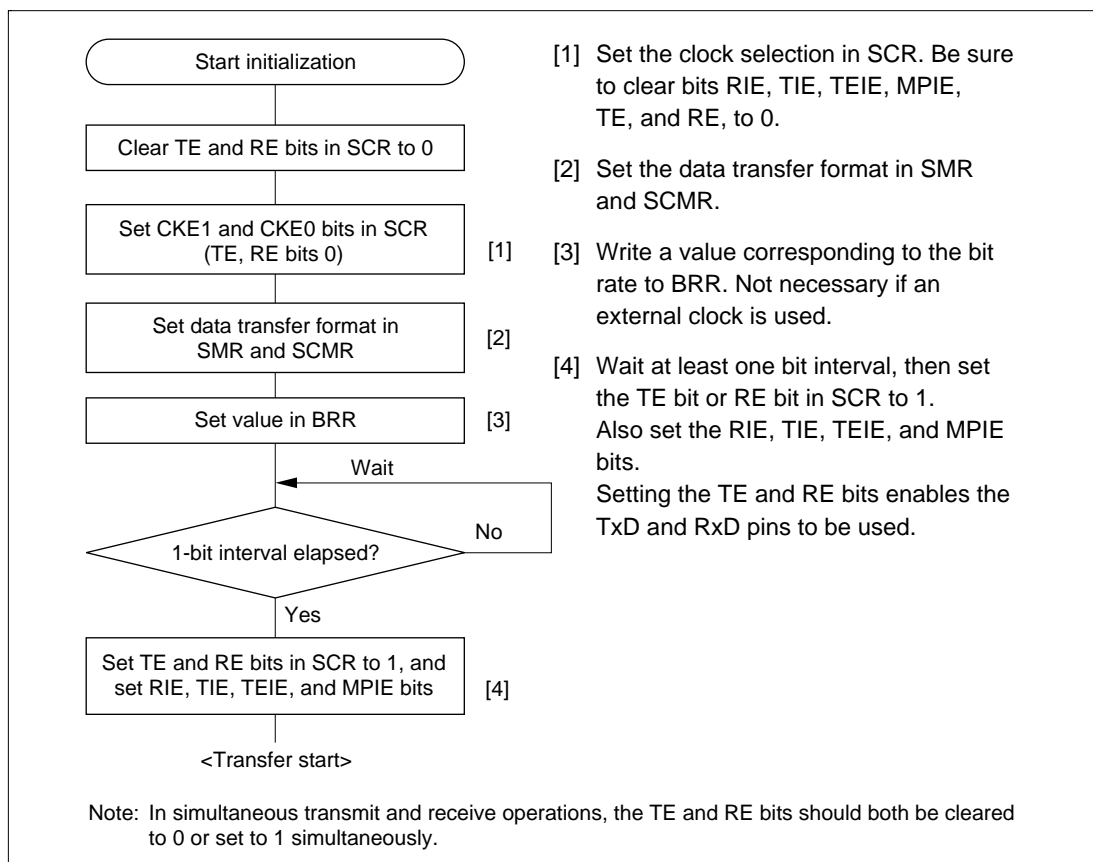 Start initialization
Clear TE and RE bits in SCR to 0
Set CKE1 and CKE0 bits in SCR
(TE, RE bits 0)
[1]
Set data transfer format in
SMR and SCMR
[2]
Set value in BRR
[3]
Wait
No
1-bit interval elapsed?
Yes
Set TE and RE bits in SCR to 1, and
set RIE, TIE, TEIE, and MPIE bits
[4]
<Transfer start>
[1] Set the clock selection in SCR. Be sure
to clear bits RIE, TIE, TEIE, MPIE,
TE, and RE, to 0.
[2] Set the data transfer format in SMR
and SCMR.
[3] Write a value corresponding to the bit
rate to BRR. Not necessary if an
external clock is used.
[4] Wait at least one bit interval, then set
the TE bit or RE bit in SCR to 1.
Also set the RIE, TIE, TEIE, and MPIE
bits.
Setting the TE and RE bits enables the
TxD and RxD pins to be used.
Note: In simultaneous transmit and receive operations, the TE and RE bits should both be cleared
to 0 or set to 1 simultaneously.